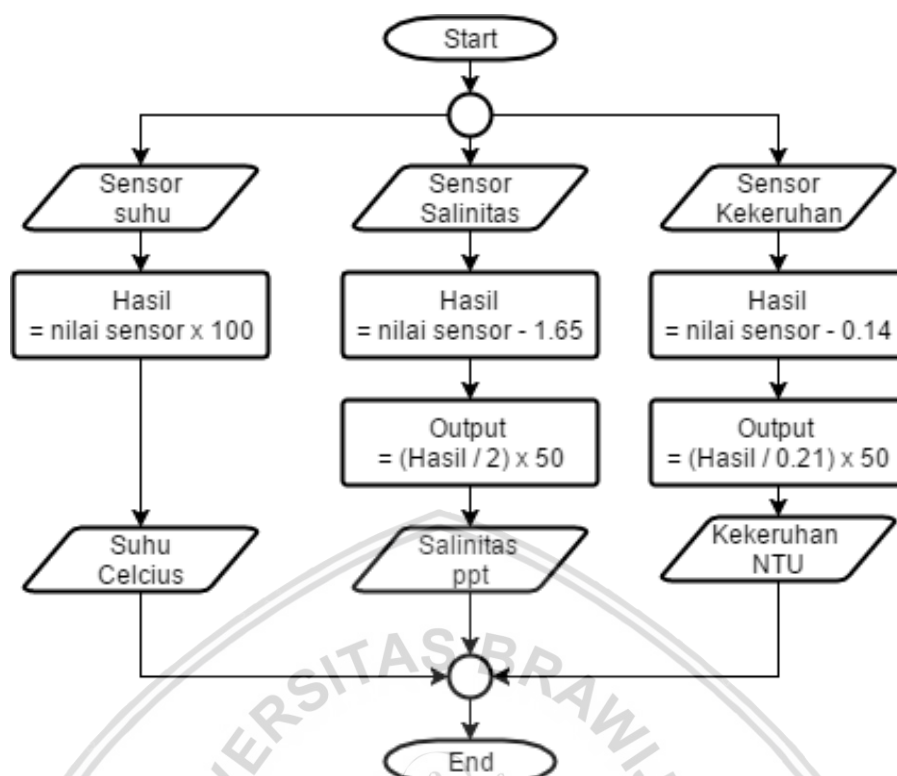 Start
Sensor
suhu
Sensor
Salinitas
Sensor
Kekeruhan
Hasil
= nilai sensor x 100
Hasil
= nilai sensor - 1.65
Hasil
= nilai sensor - 0.14
Output
= (Hasil / 2) x 50
Output
= (Hasil / 0.21) x 50
Suhu
Celcius
Salinitas
ppt
Kekeruhan
NTU
End